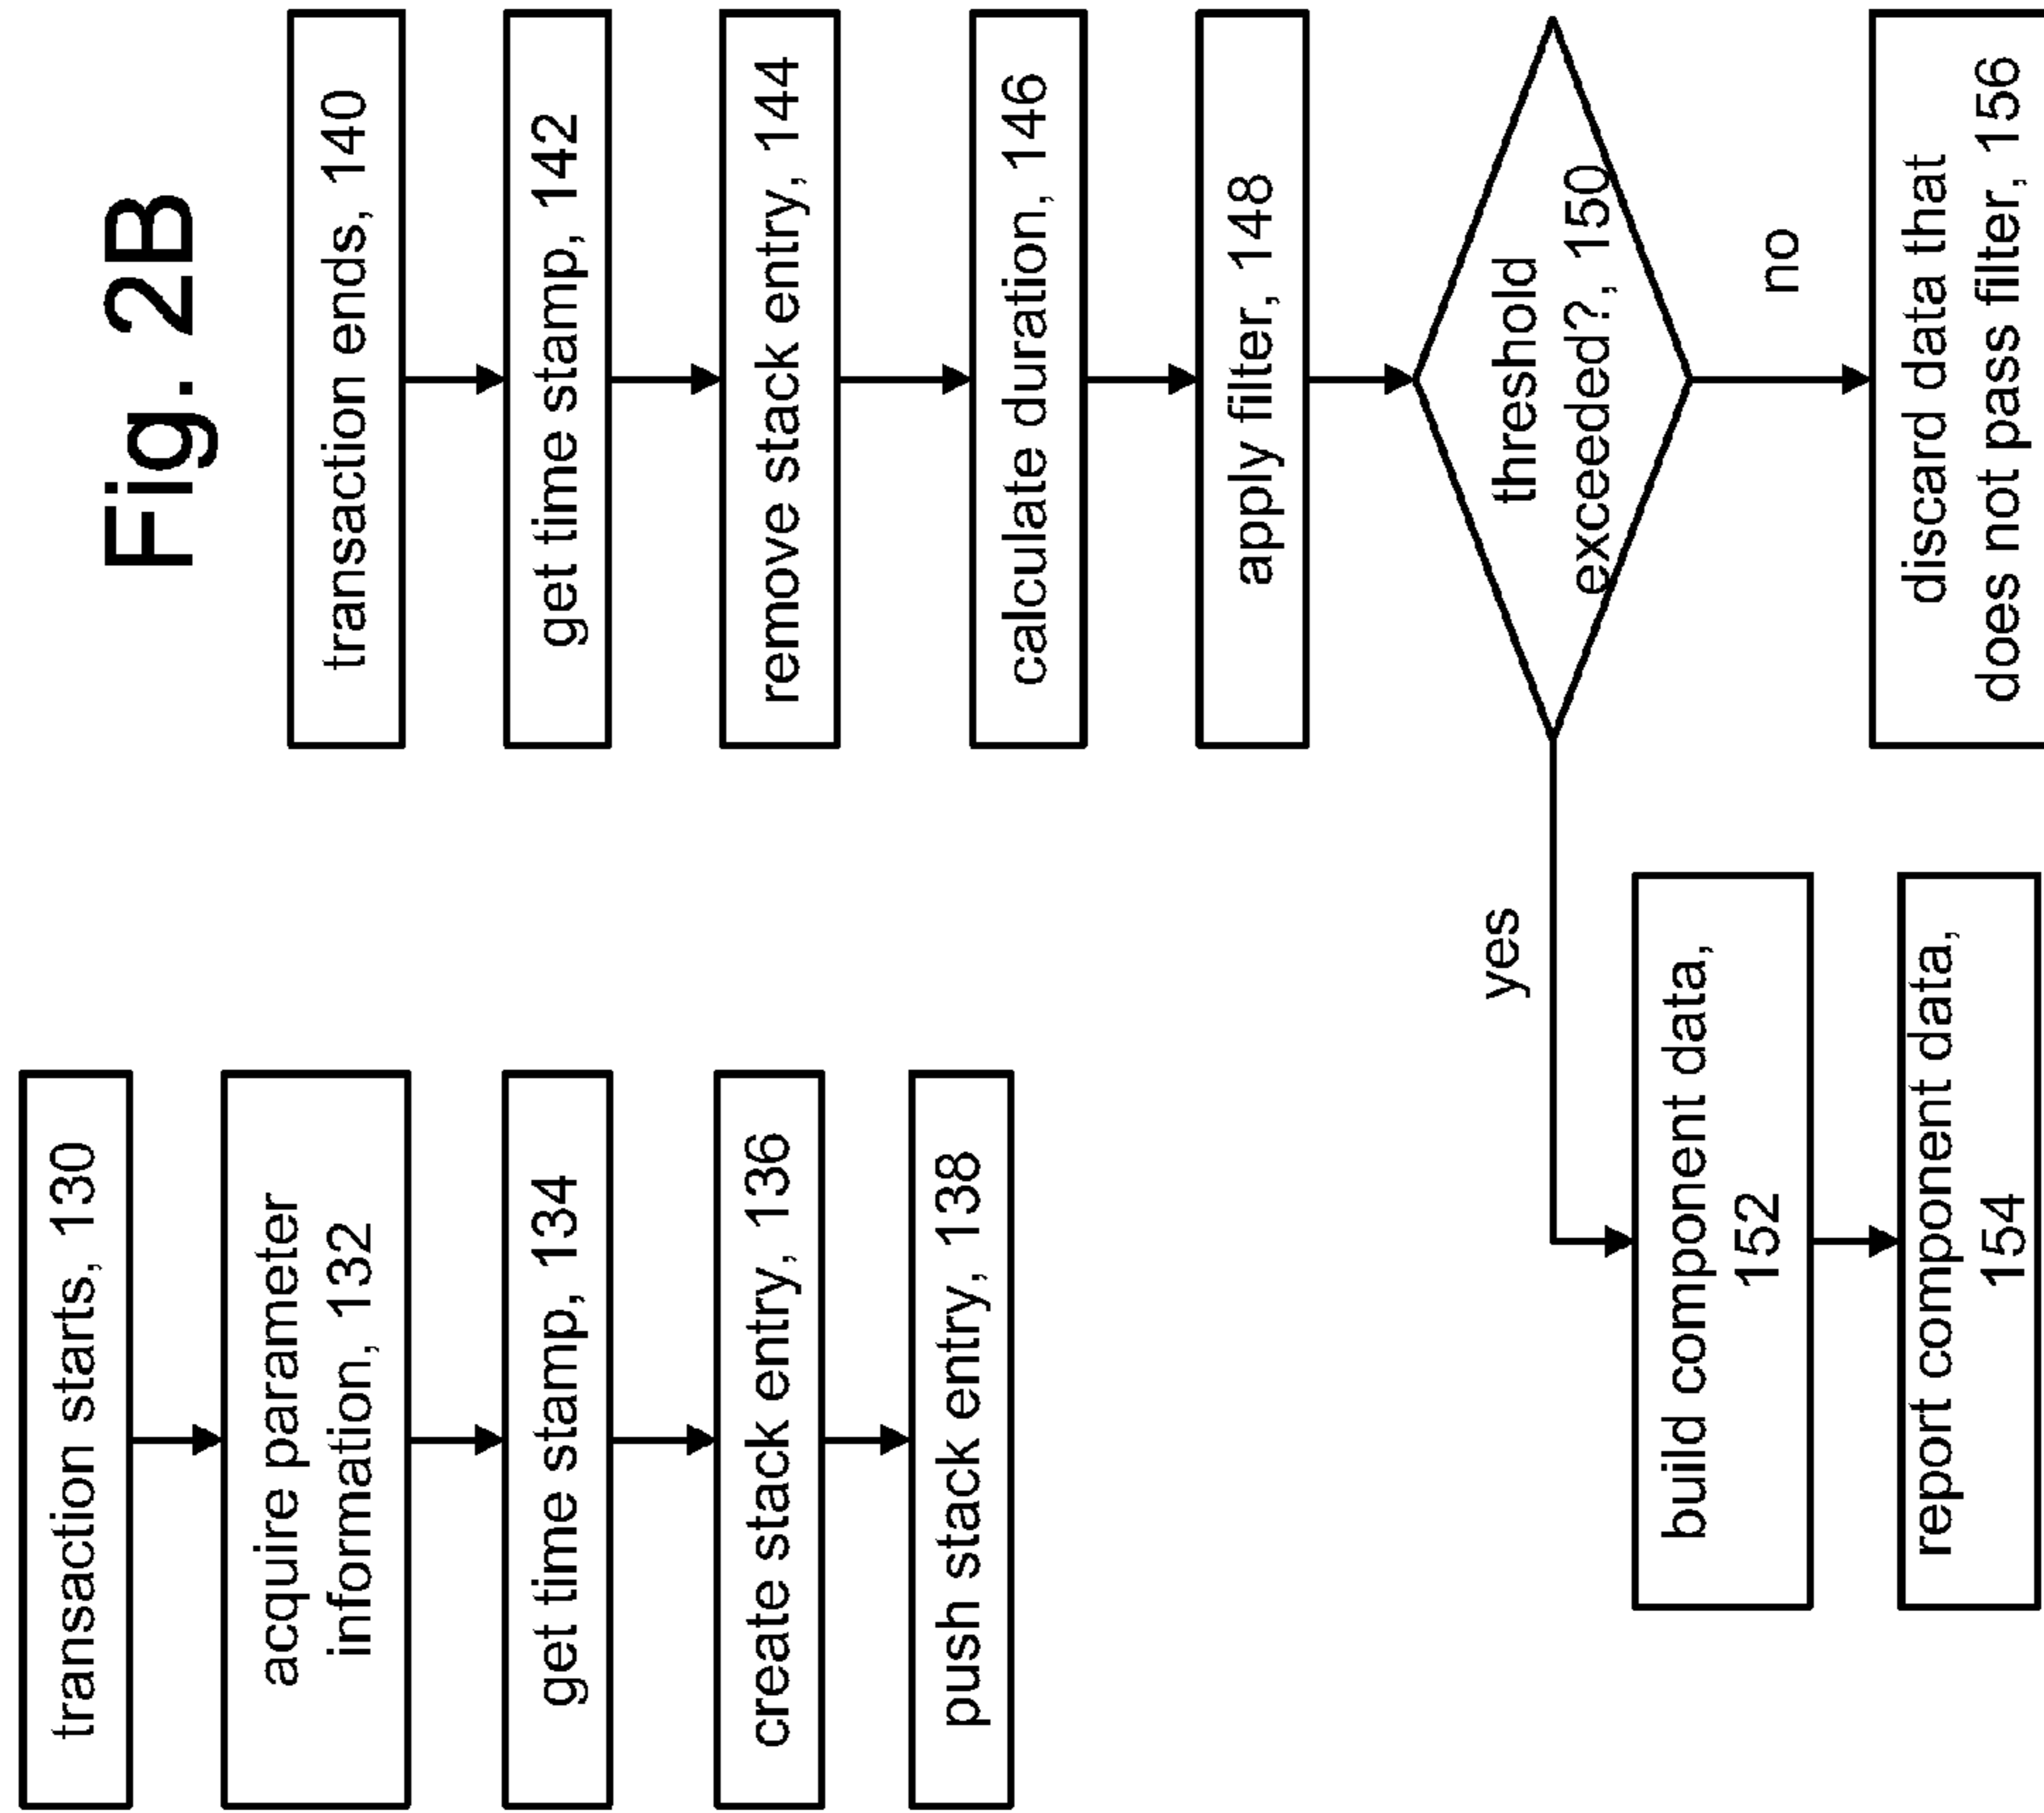 Fig. 2B
transaction starts, 130
acquire parameter
information, 132
get time stamp, 134
create stack entry, 136
push stack entry, 138
transaction ends, 140
get time stamp, 142
remove stack entry, 144
calculate duration, 146
apply filter, 148
threshold
exceeded?, 150
yes
build component data,
152
report component data,
154
no
discard data that
does not pass filter, 156